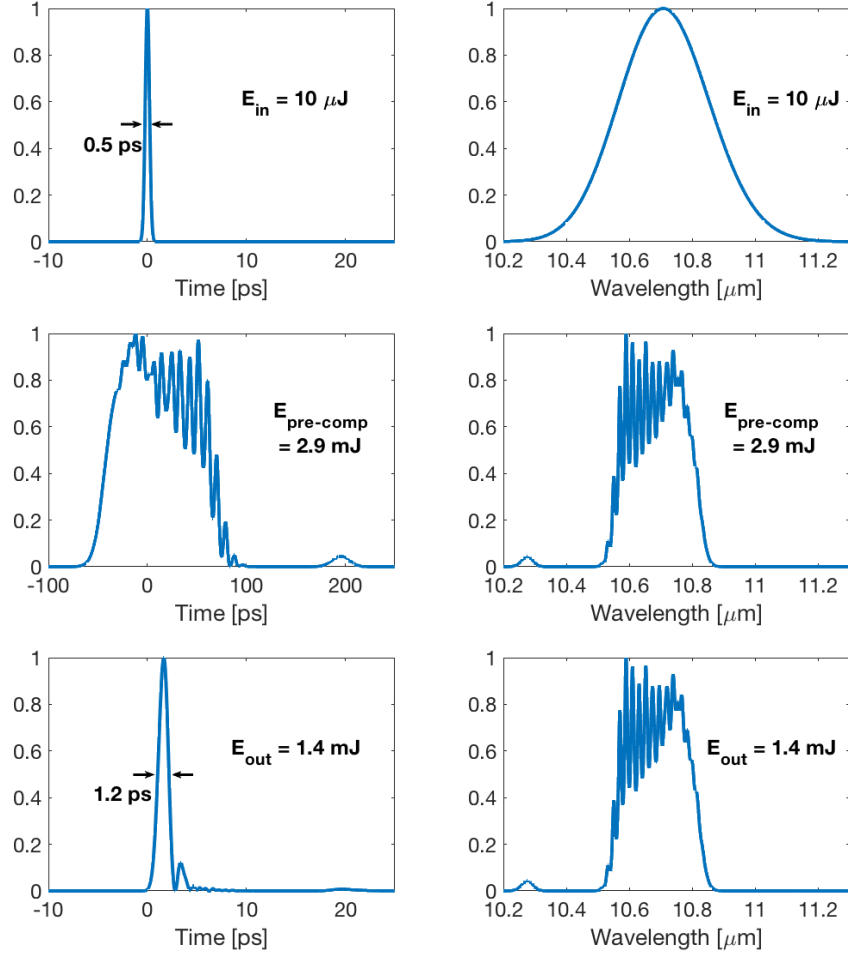 1
0.8
0.6
0.4
0.2
0
-10 0 10 20
Time [ps]
E_in = 10 μJ
0.5 ps
1
0.8
0.6
0.4
0.2
0
10.2 10.4 10.6 10.8 11 11.2
Wavelength [μm]
E_in = 10 μJ
1
0.8
0.6
0.4
0.2
0
-100 0 100 200
Time [ps]
E_pre-comp
= 2.9 mJ
1
0.8
0.6
0.4
0.2
0
10.2 10.4 10.6 10.8 11 11.2
Wavelength [μm]
E_pre-comp
= 2.9 mJ
1
0.8
0.6
0.4
0.2
0
-10 0 10 20
Time [ps]
E_out = 1.4 mJ
1.2 ps
1
0.8
0.6
0.4
0.2
0
10.2 10.4 10.6 10.8 11 11.2
Wavelength [μm]
E_out = 1.4 mJ